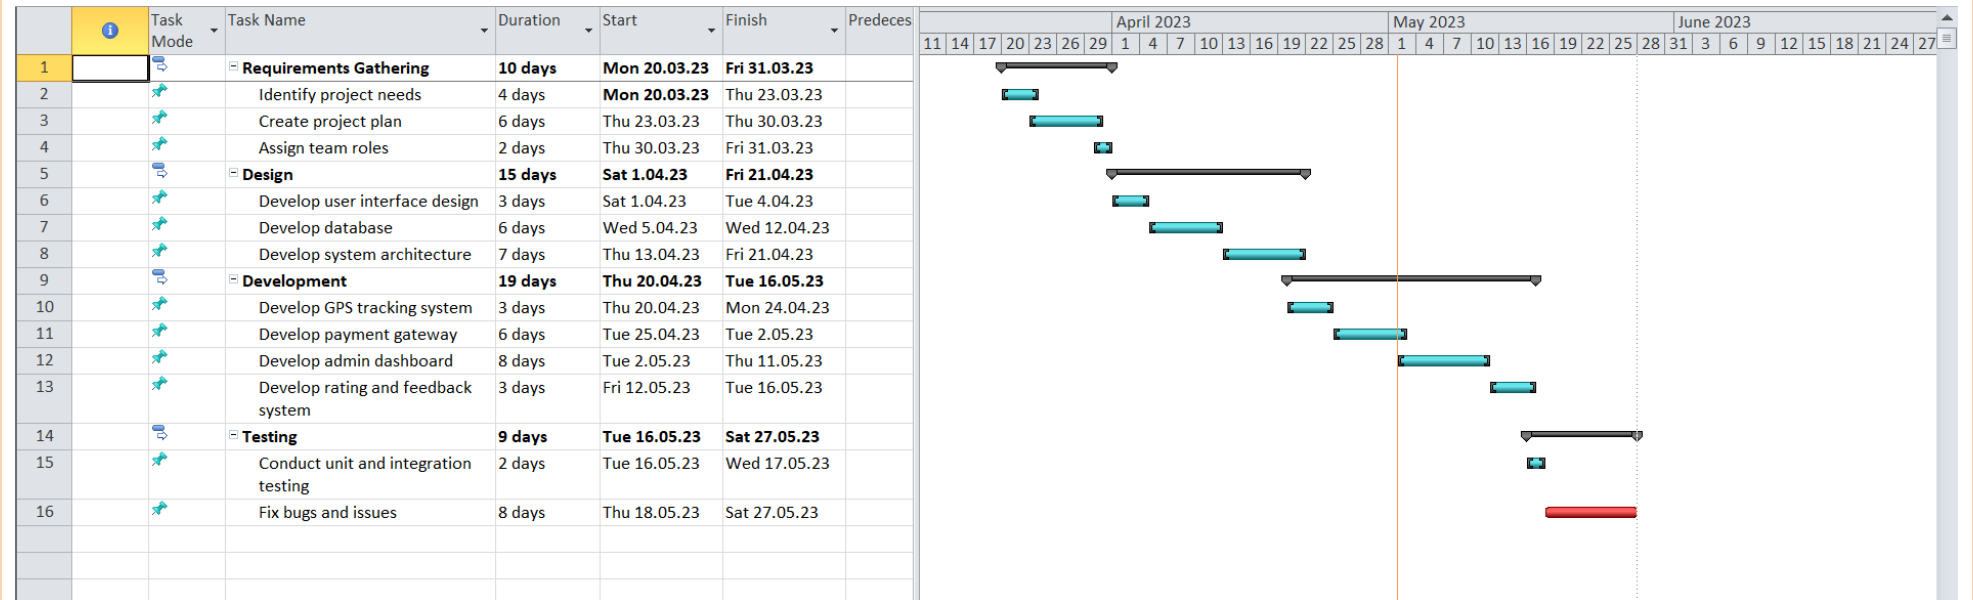 Task Mode Task Name Duration Start Finish Predeces
April 2023 May 2023 June 2023
11 14 17 20 23 26 29 1 4 7 10 13 16 19 22 25 28 1 4 7 10 13 16 19 22 25 28 31 3 6 9 12 15 18 21 24 27
1 Requirements Gathering 10 days Mon 20.03.23 Fri 31.03.23
2 Identify project needs 4 days Mon 20.03.23 Thu 23.03.23
3 Create project plan 6 days Thu 23.03.23 Thu 30.03.23
4 Assign team roles 2 days Thu 30.03.23 Fri 31.03.23
5 Design 15 days Sat 1.04.23 Fri 21.04.23
6 Develop user interface design 3 days Sat 1.04.23 Tue 4.04.23
7 Develop database 6 days Wed 5.04.23 Wed 12.04.23
8 Develop system architecture 7 days Thu 13.04.23 Fri 21.04.23
9 Development 19 days Thu 20.04.23 Tue 16.05.23
10 Develop GPS tracking system 3 days Thu 20.04.23 Mon 24.04.23
11 Develop payment gateway 6 days Tue 25.04.23 Tue 2.05.23
12 Develop admin dashboard 8 days Tue 2.05.23 Thu 11.05.23
13 Develop rating and feedback 3 days Fri 12.05.23 Tue 16.05.23
system
14 Testing 9 days Tue 16.05.23 Sat 27.05.23
15 Conduct unit and integration 2 days Tue 16.05.23 Wed 17.05.23
testing
16 Fix bugs and issues 8 days Thu 18.05.23 Sat 27.05.23